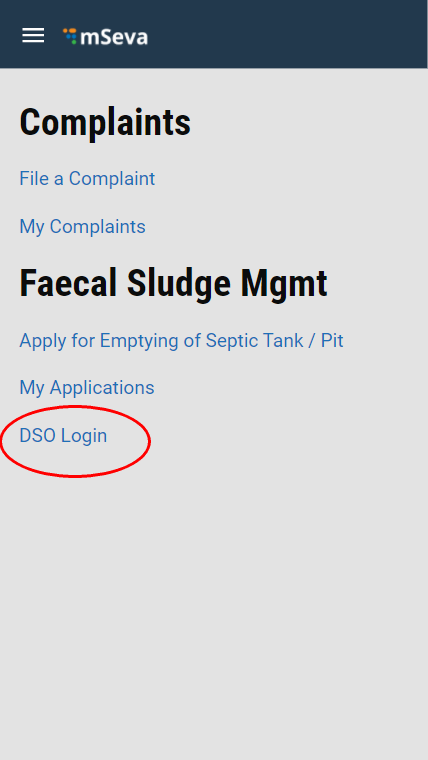 mSeva
Complaints
File a Complaint
My Complaints
Faecal Sludge Mgmt
Apply for Emptying of Septic Tank / Pit
My Applications
DSO Login